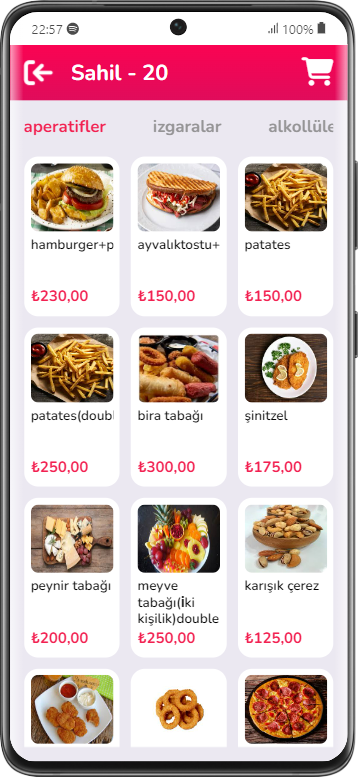 22:57 100%
Sahil - 20
aperatifler izgaralar alkollüle
hamburger+p ayvalıktostu+ patates
₺230,00 ₺150,00 ₺150,00
patates(doubl bira tabağı şinitzel
₺250,00 ₺300,00 ₺175,00
peynir tabağı meyve karışık çerez
tabağı(İki
kişilik)double
₺200,00 ₺250,00 ₺125,00